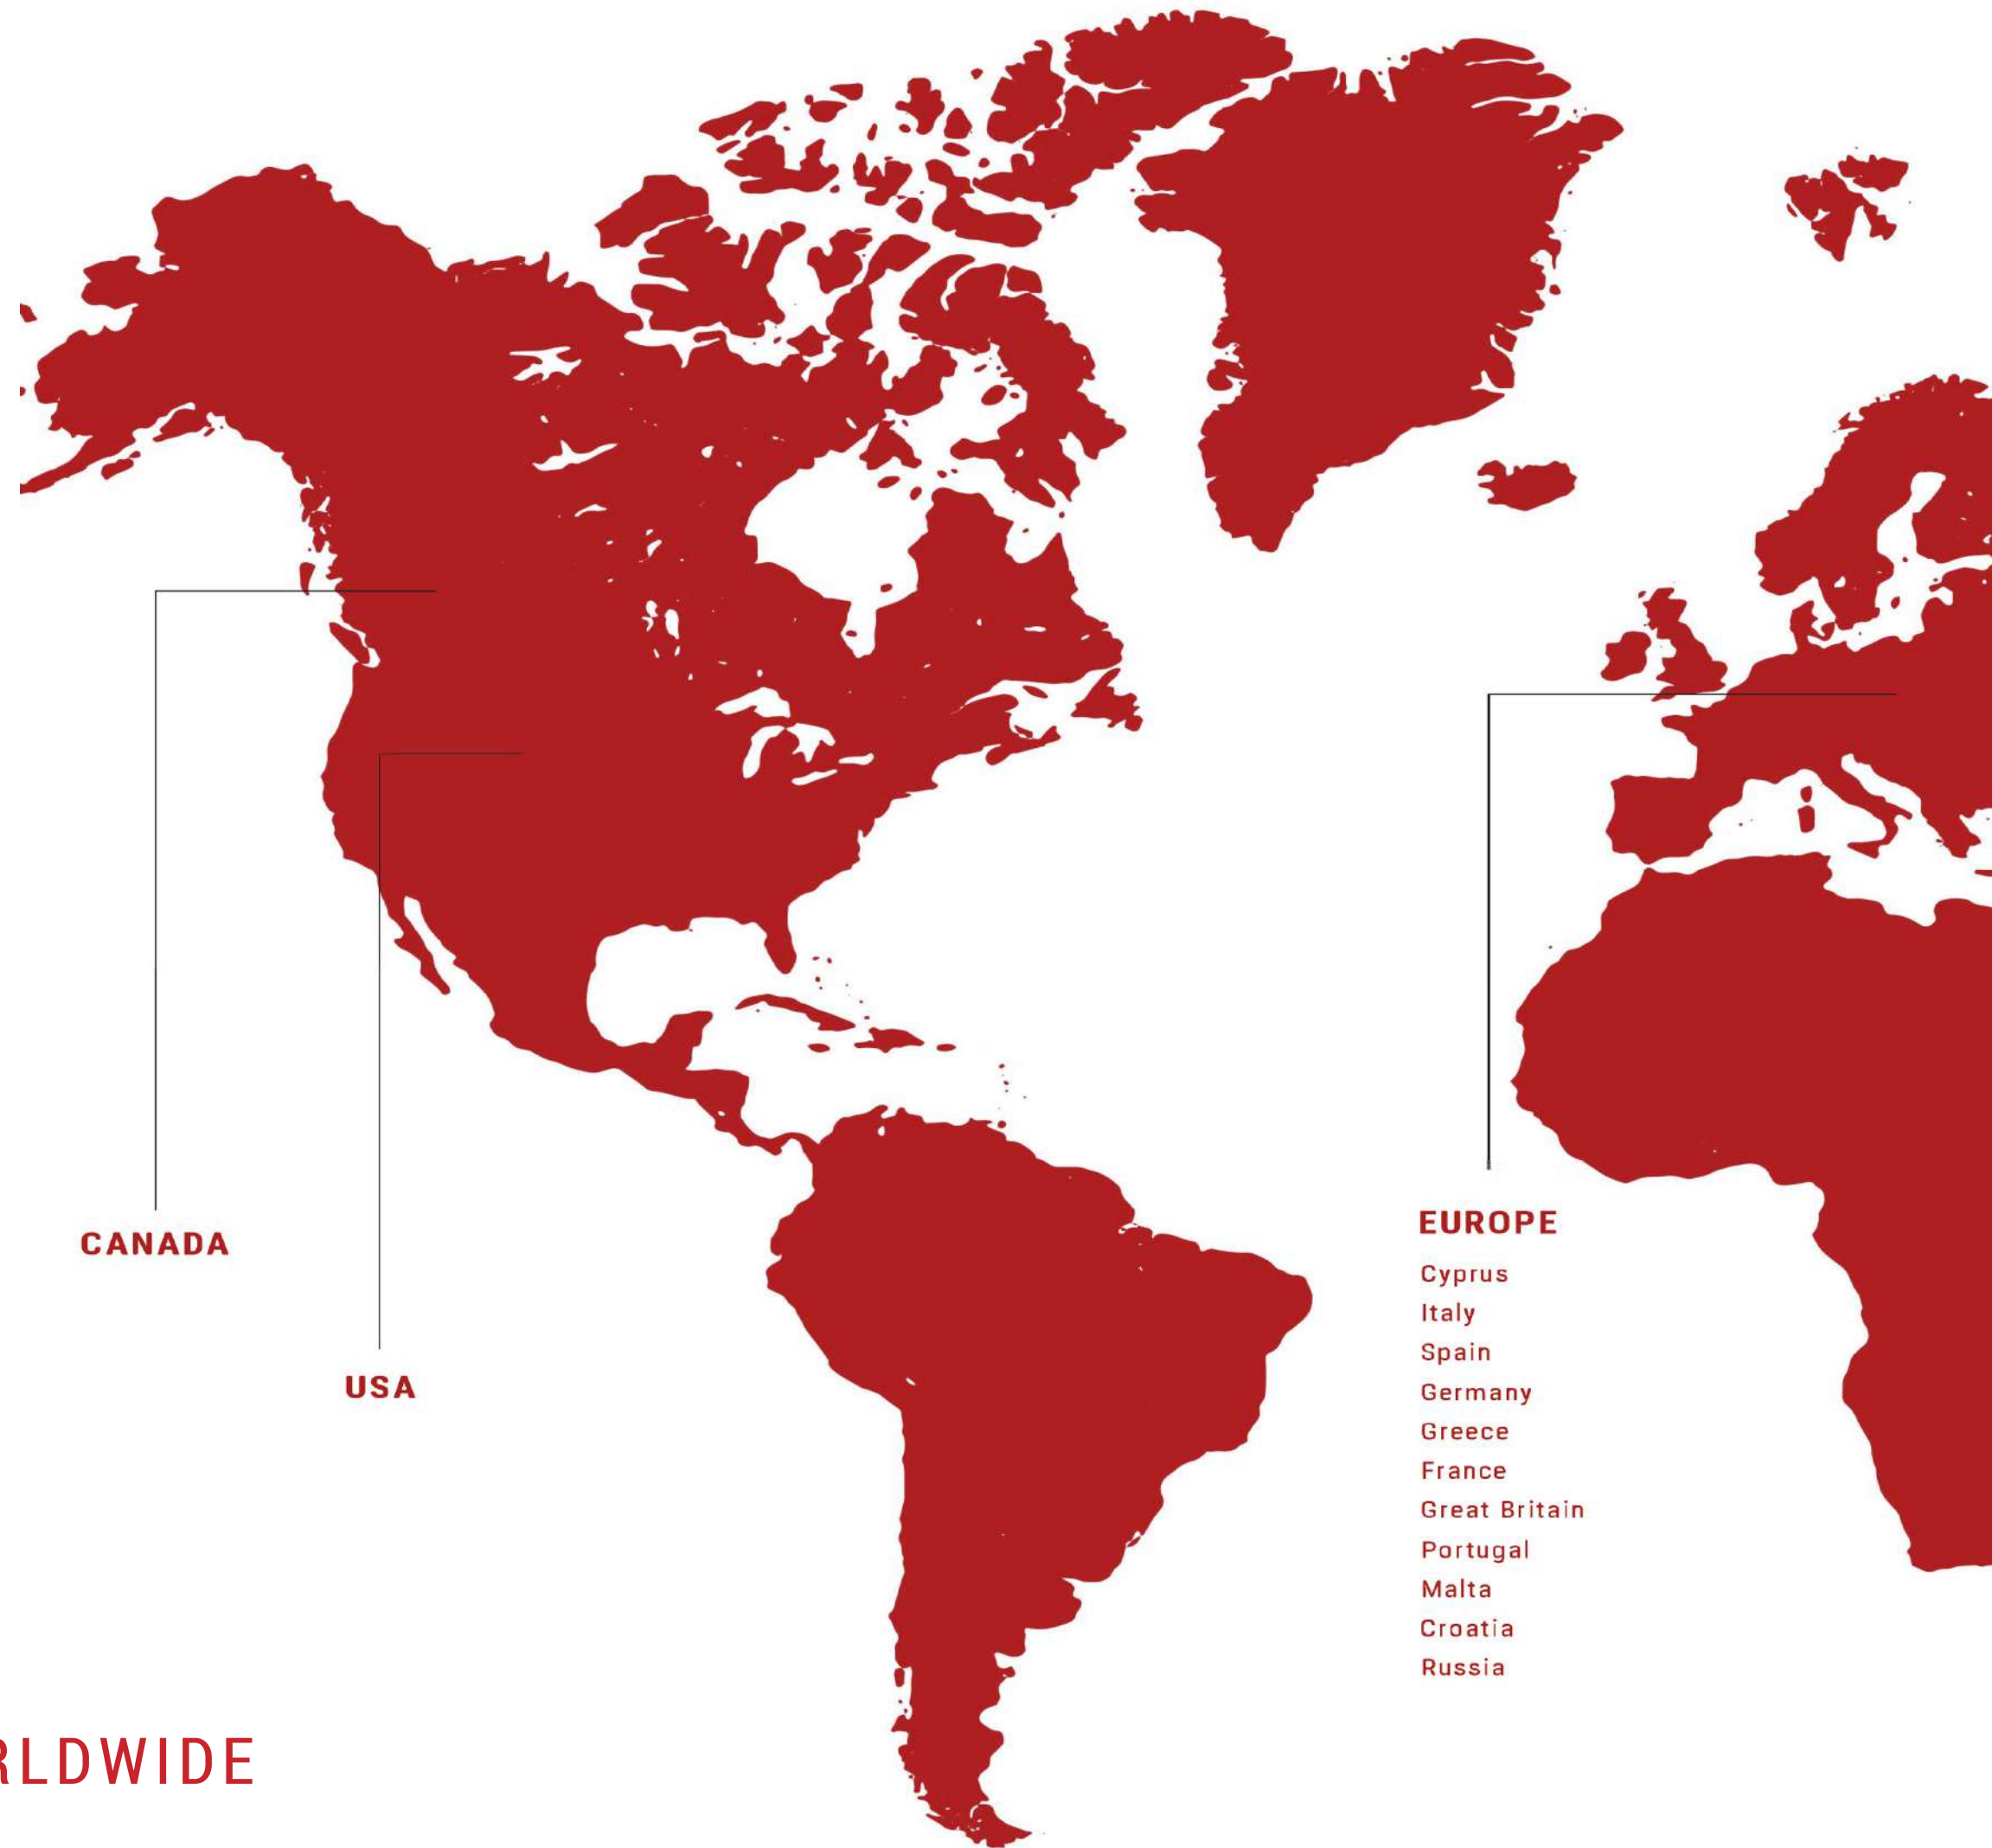 CANADA
USA
EUROPE
Cyprus
Italy
Spain
Germany
Greece
France
Great Britain
Portugal
Malta
Croatia
Russia
RLDWIDE